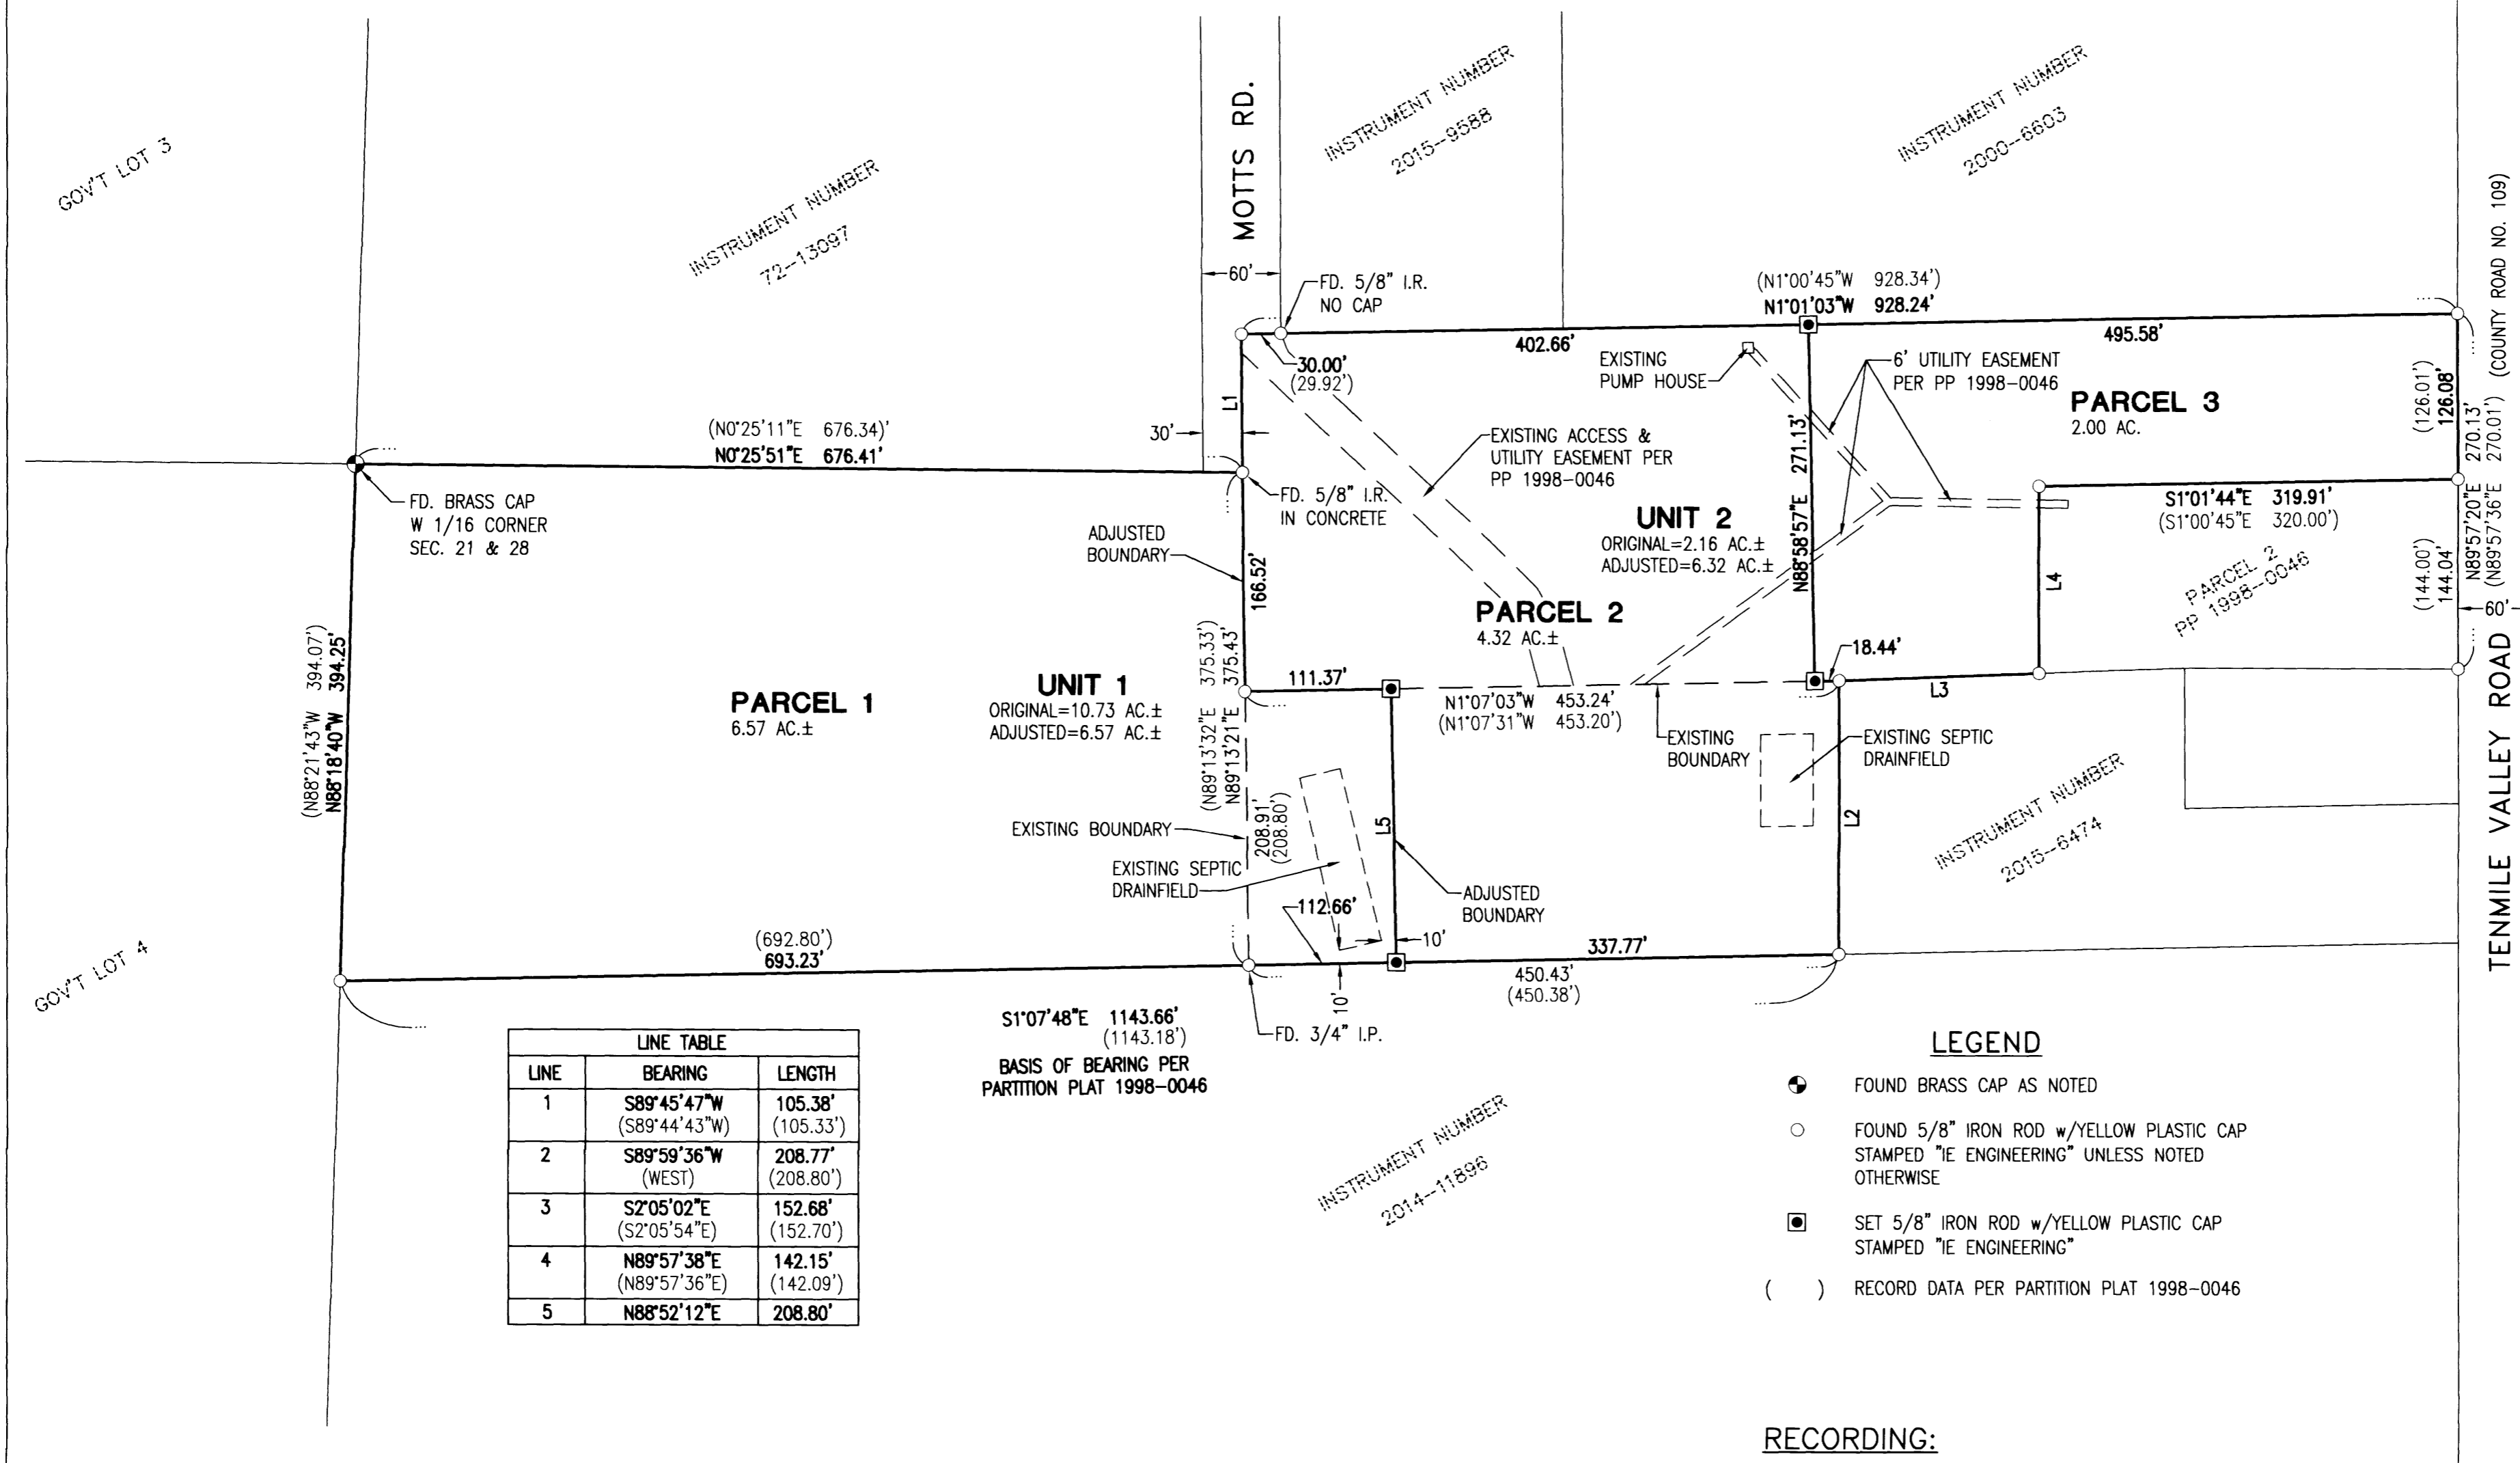 GOV'T LOT 3
INSTRUMENT NUMBER
72-13097
MOTTS RD.
60'
INSTRUMENT NUMBER
2015-9588
INSTRUMENT NUMBER
2000-6603
(COUNTY ROAD NO. 109)
TENMILE VALLEY ROAD
FD. 5/8" I.R.
NO CAP
(N1°00'45"W 928.34')
N1°01'03"W 928.24'
402.66'
495.58'
30.00'
(29.92')
EXISTING
PUMP HOUSE
6' UTILITY EASEMENT
PER PP 1998-0046
PARCEL 3
2.00 AC.
(126.01')
126.08'
N89°57'20"E 270.13'
(N89°57'36"E 270.01')
L1
30'
(N0°25'11"E 676.34)'
N0°25'51"E 676.41'
EXISTING ACCESS &
UTILITY EASEMENT PER
PP 1998-0046
N88°58'57"E 271.13'
FD. BRASS CAP
W 1/16 CORNER
SEC. 21 & 28
FD. 5/8" I.R.
IN CONCRETE
ADJUSTED
BOUNDARY
166.52'
UNIT 2
ORIGINAL=2.16 AC.±
ADJUSTED=6.32 AC.±
S1°01'44"E 319.91'
(S1°00'45"E 320.00')
PARCEL 2
PP 1998-0046
(144.00')
144.04'
60'
L4
PARCEL 2
4.32 AC.±
18.44'
L3
(N88°21'43"W 394.07')
N88°18'40"W 394.25'
PARCEL 1
6.57 AC.±
UNIT 1
ORIGINAL=10.73 AC.±
ADJUSTED=6.57 AC.±
(N89°13'32"E 375.33')
N89°13'21"E 375.43'
111.37'
N1°07'03"W 453.24'
(N1°07'31"W 453.20')
EXISTING
BOUNDARY
EXISTING SEPTIC
DRAINFIELD
INSTRUMENT NUMBER
2015-6474
EXISTING BOUNDARY
208.91'
(208.80')
L5
L2
EXISTING SEPTIC
DRAINFIELD
112.66'
ADJUSTED
BOUNDARY
10'
(692.80')
693.23'
337.77'
450.43'
(450.38')
10'
GOV'T LOT 4
S1°07'48"E 1143.66'
(1143.18')
FD. 3/4" I.P.
BASIS OF BEARING PER
PARTITION PLAT 1998-0046
INSTRUMENT NUMBER
2014-11896
LINE TABLE
LINE BEARING LENGTH
1 S89°45'47"W 105.38'
(S89°44'43"W) (105.33')
2 S89°59'36"W 208.77'
(WEST) (208.80')
3 S2°05'02"E 152.68'
(S2°05'54"E) (152.70')
4 N89°57'38"E 142.15'
(N89°57'36"E) (142.09')
5 N88°52'12"E 208.80'
LEGEND
FOUND BRASS CAP AS NOTED
FOUND 5/8" IRON ROD w/YELLOW PLASTIC CAP
STAMPED "IE ENGINEERING" UNLESS NOTED
OTHERWISE
SET 5/8" IRON ROD w/YELLOW PLASTIC CAP
STAMPED "IE ENGINEERING"
( ) RECORD DATA PER PARTITION PLAT 1998-0046
RECORDING: